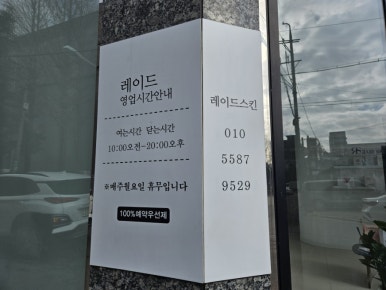 레이드
영업시간안내
여는시간 닫는시간
10:00오전~20:00오후
※매주월요일 휴무입니다
100%예약우선제
레이드스킨
010
5587
9529